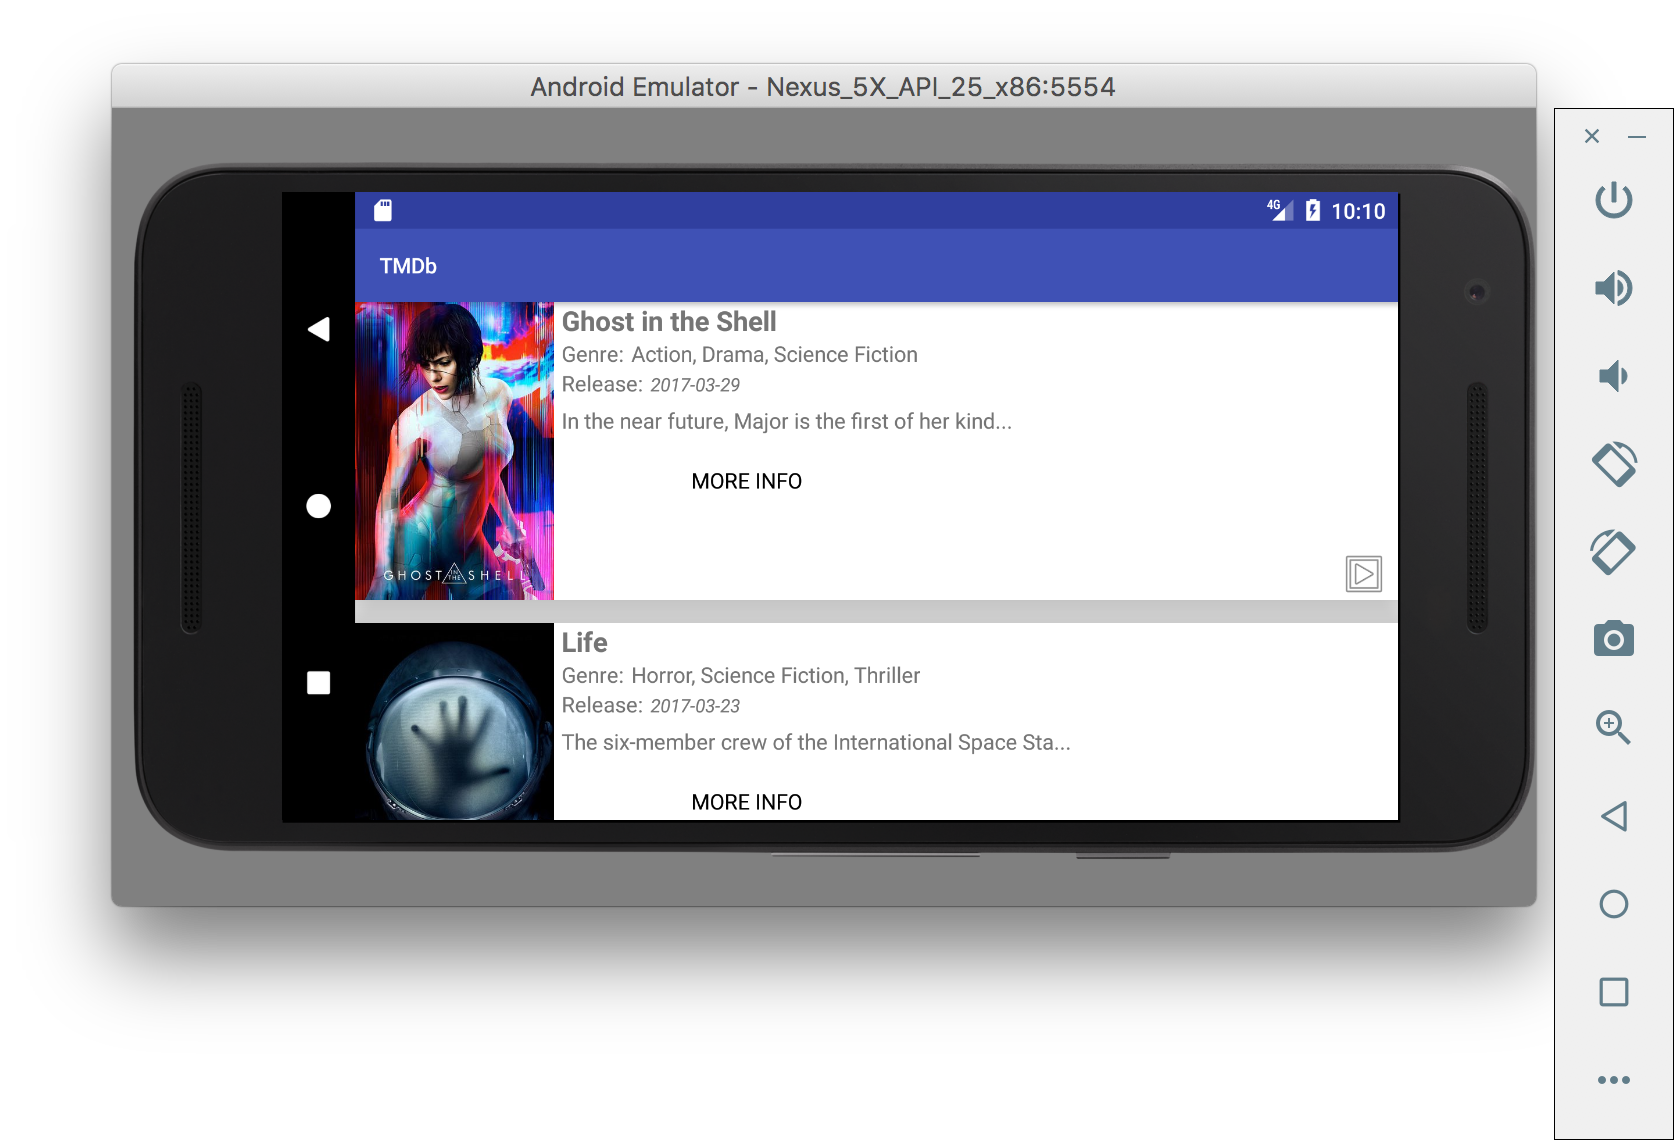 Android Emulator - Nexus_5X_API_25_x86:5554
4G 10:10
TMDb
Ghost in the Shell
Genre: Action, Drama, Science Fiction
Release: 2017-03-29
In the near future, Major is the first of her kind...
MORE INFO
GHOST IN THE SHELL
Life
Genre: Horror, Science Fiction, Thriller
Release: 2017-03-23
The six-member crew of the International Space Sta...
MORE INFO